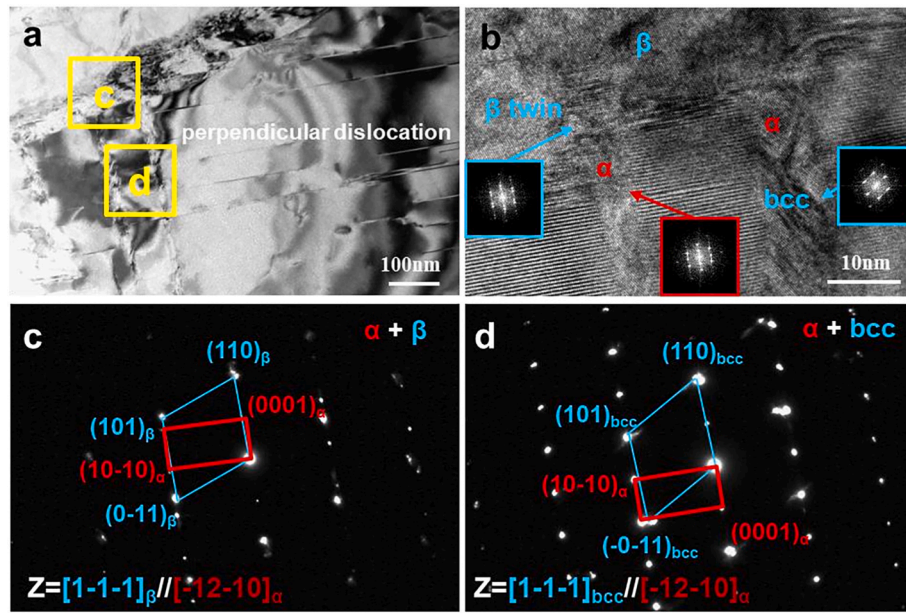 a
c
d
perpendicular dislocation
100nm
b
β
β twin
α
α
bcc
10nm
c
α + β
(110)β
(0001)α
(101)β
(10-10)α
(0-11)β
Z=[1-1-1]β//[-12-10]α
d
α + bcc
(110)bcc
(101)bcc
(10-10)α
(0001)α
(-0-11)bcc
Z=[1-1-1]bcc//[-12-10]α